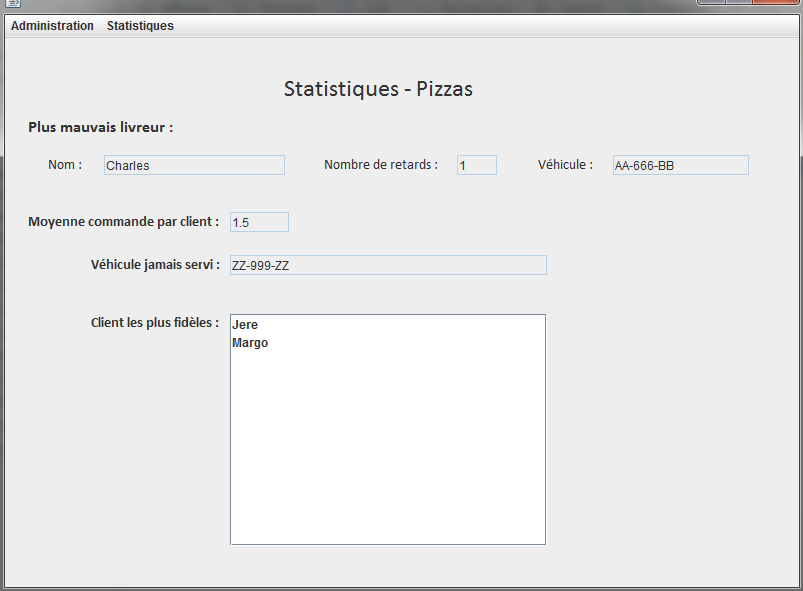 Administration Statistiques
Statistiques - Pizzas
Plus mauvais livreur :
Nom : Charles Nombre de retards : 1 Véhicule : AA-666-BB
Moyenne commande par client : 1.5
Véhicule jamais servi : ZZ-999-ZZ
Client les plus fidèles : Jere
Margo